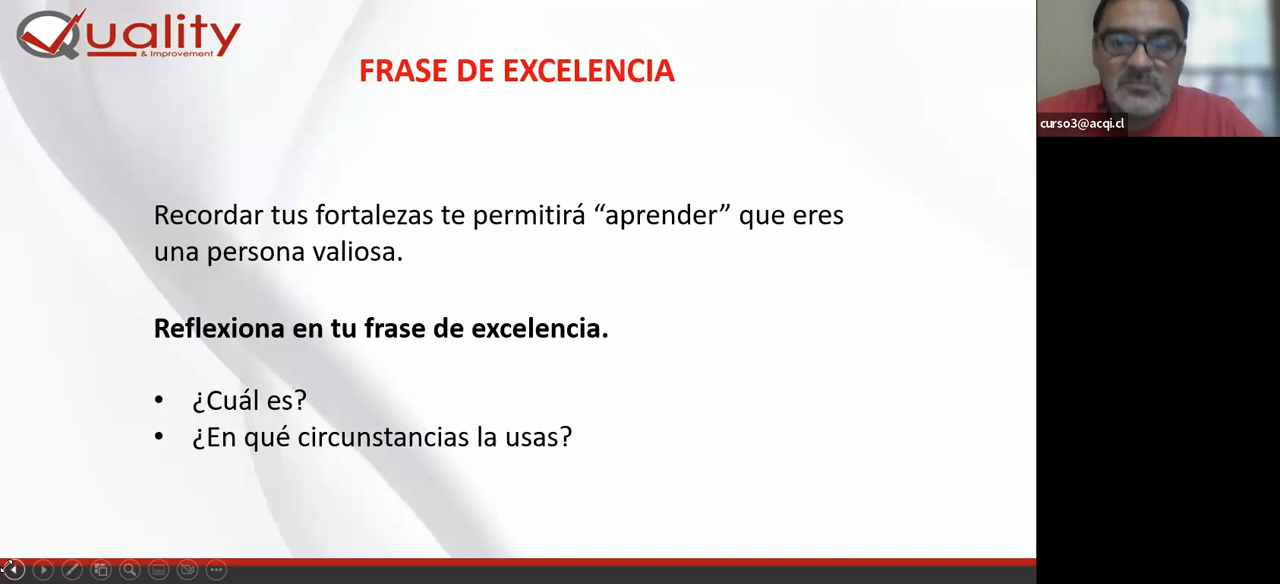 Quality
& Improvement
FRASE DE EXCELENCIA
curso3@acqi.cl
Recordar tus fortalezas te permitirá “aprender” que eres
una persona valiosa.
Reflexiona en tu frase de excelencia.
• ¿Cuál es?
• ¿En qué circunstancias la usas?